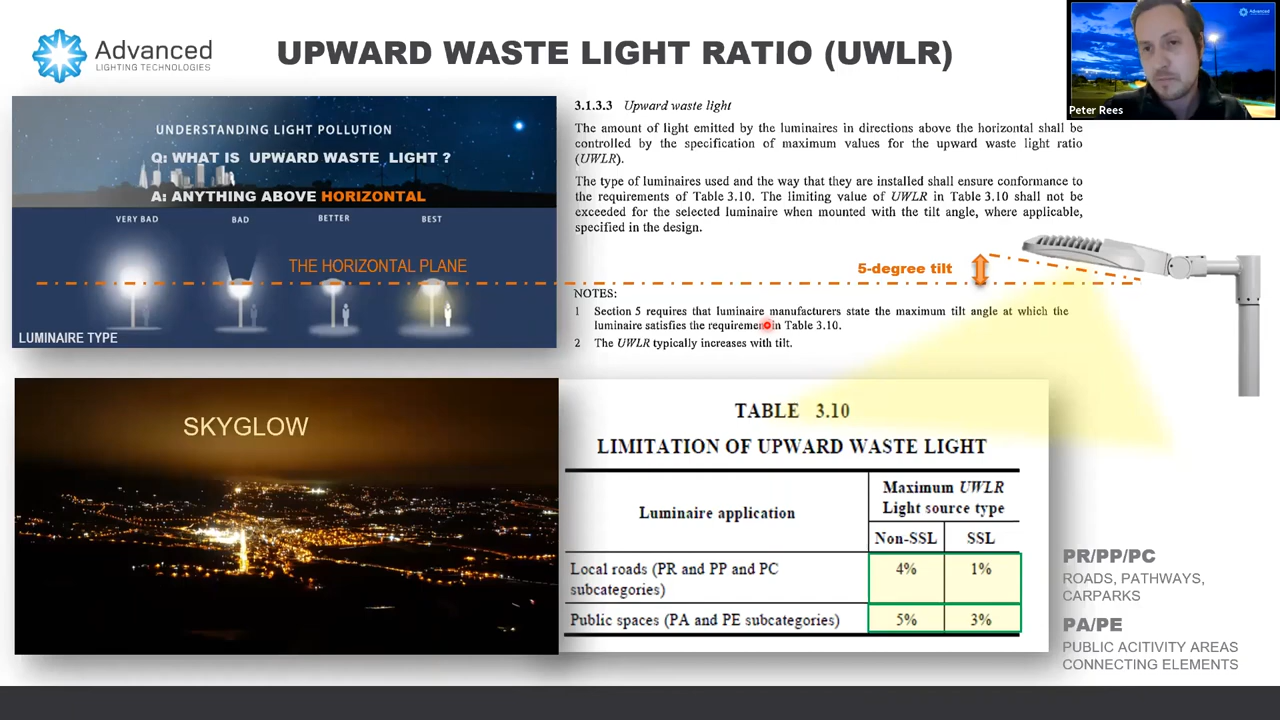 Advanced
LIGHTING TECHNOLOGIES
UPWARD WASTE LIGHT RATIO (UWLR)
Advanced
Peter Rees
UNDERSTANDING LIGHT POLLUTION
Q: WHAT IS UPWARD WASTE LIGHT ?
A: ANYTHING ABOVE HORIZONTAL
VERY BAD
BAD
BETTER
BEST
THE HORIZONTAL PLANE
LUMINAIRE TYPE
3.1.3.3 Upward waste light
The amount of light emitted by the luminaires in directions above the horizontal shall be
controlled by the specification of maximum values for the upward waste light ratio
(UWLR).
The type of luminaires used and the way that they are installed shall ensure conformance to
the requirements of Table 3.10. The limiting value of UWLR in Table 3.10 shall not be
exceeded for the selected luminaire when mounted with the tilt angle, where applicable,
specified in the design.
5-degree tilt
NOTES:
1 Section 5 requires that luminaire manufacturers state the maximum tilt angle at which the
luminaire satisfies the requirement in Table 3.10.
2 The UWLR typically increases with tilt.
SKYGLOW
TABLE 3.10
LIMITATION OF UPWARD WASTE LIGHT
Luminaire application
Maximum UWLR
Light source type
Non-SSL SSL
Local roads (PR and PP and PC
subcategories)
4% 1%
Public spaces (PA and PE subcategories) 5% 3%
PR/PP/PC
ROADS, PATHWAYS,
CARPARKS
PA/PE
PUBLIC ACITIVITY AREAS
CONNECTING ELEMENTS